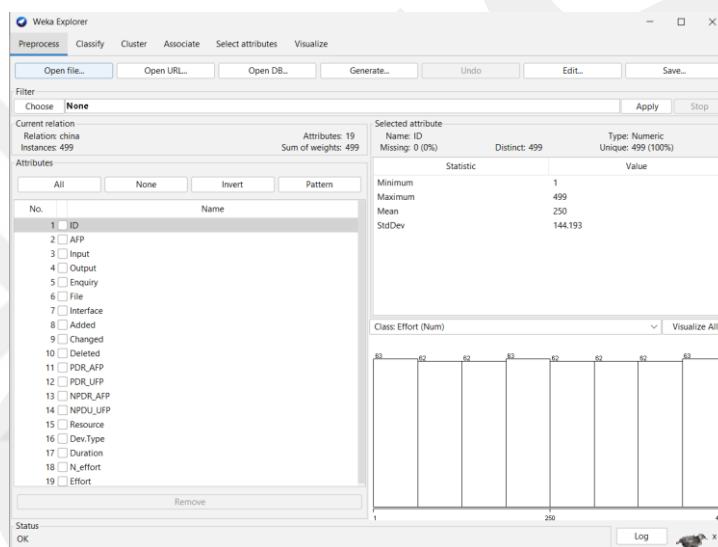 Weka Explorer
Preprocess Classify Cluster Associate Select attributes Visualize
Open file... Open URL... Open DB... Generate... Undo Edit... Save...
Filter
Choose None Apply Stop
Current relation
Relation: china Attributes: 19
Instances: 499 Sum of weights: 499
Attributes
All None Invert Pattern
No. Name
1 ID
2 AFP
3 Input
4 Output
5 Enquiry
6 File
7 Interface
8 Added
9 Changed
10 Deleted
11 PDR_AFP
12 PDR_UFP
13 NPDR_AFP
14 NPDU_UFP
15 Resource
16 Dev.Type
17 Duration
18 N_effort
19 Effort
Remove
Selected attribute
Name: ID Type: Numeric
Missing: 0 (0%) Distinct: 499 Unique: 499 (100%)
Statistic Value
Minimum 1
Maximum 499
Mean 250
StdDev 144.193
Class: Effort (Num) Visualize All
63 62 62 63 62 62 62 63
1 250 4
Status
OK
Log x